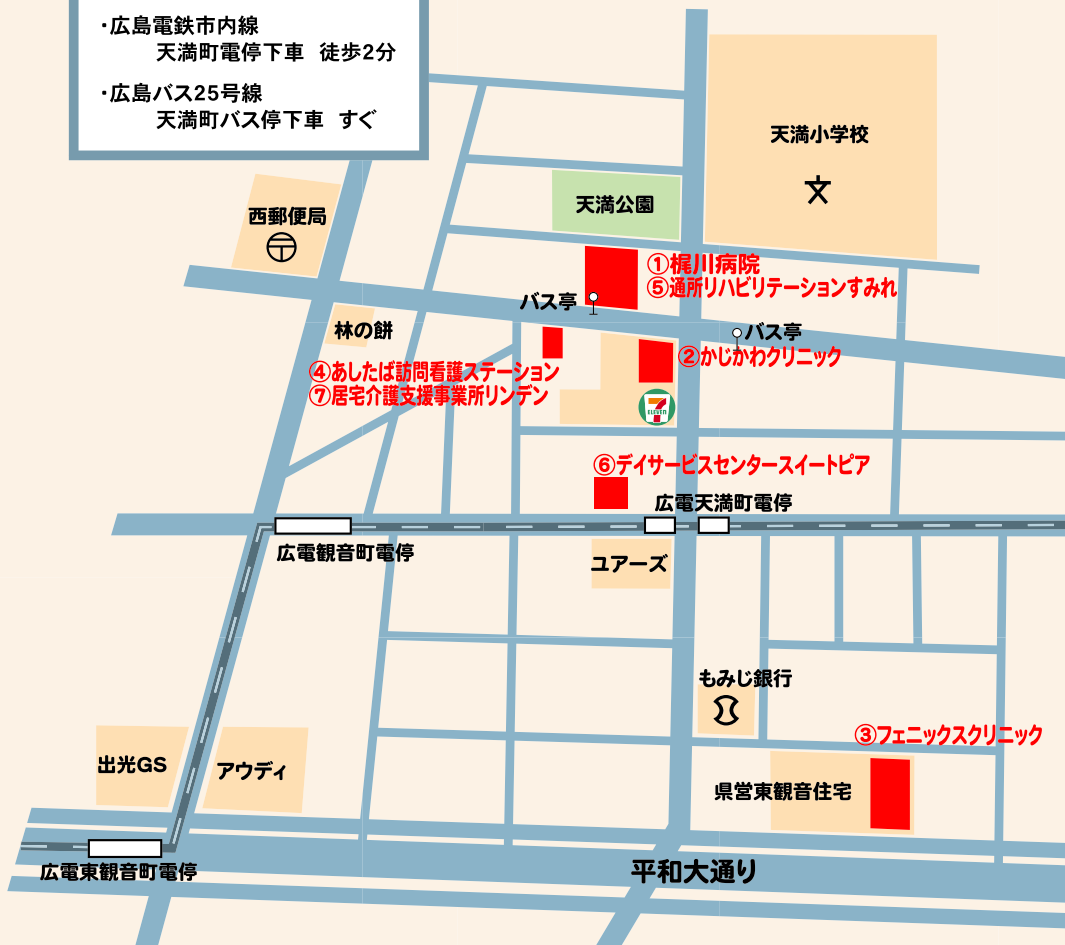 ・広島電鉄市内線
天満町電停下車 徒歩2分
・広島バス25号線
天満町バス停下車 すぐ
天満小学校
文
天満公園
西郵便局
〒
①梶川病院
⑤通所リハビリテーションすみれ
バス亭
バス亭
林の餅
②かじかわクリニック
④あしたば訪問看護ステーション
⑦居宅介護支援事業所リンデン
7
ELEVEN
⑥デイサービスセンタースイートピア
広電天満町電停
広電観音町電停
ユアーズ
もみじ銀行
③フェニックスクリニック
出光GS
アウディ
県営東観音住宅
広電東観音町電停
平和大通り